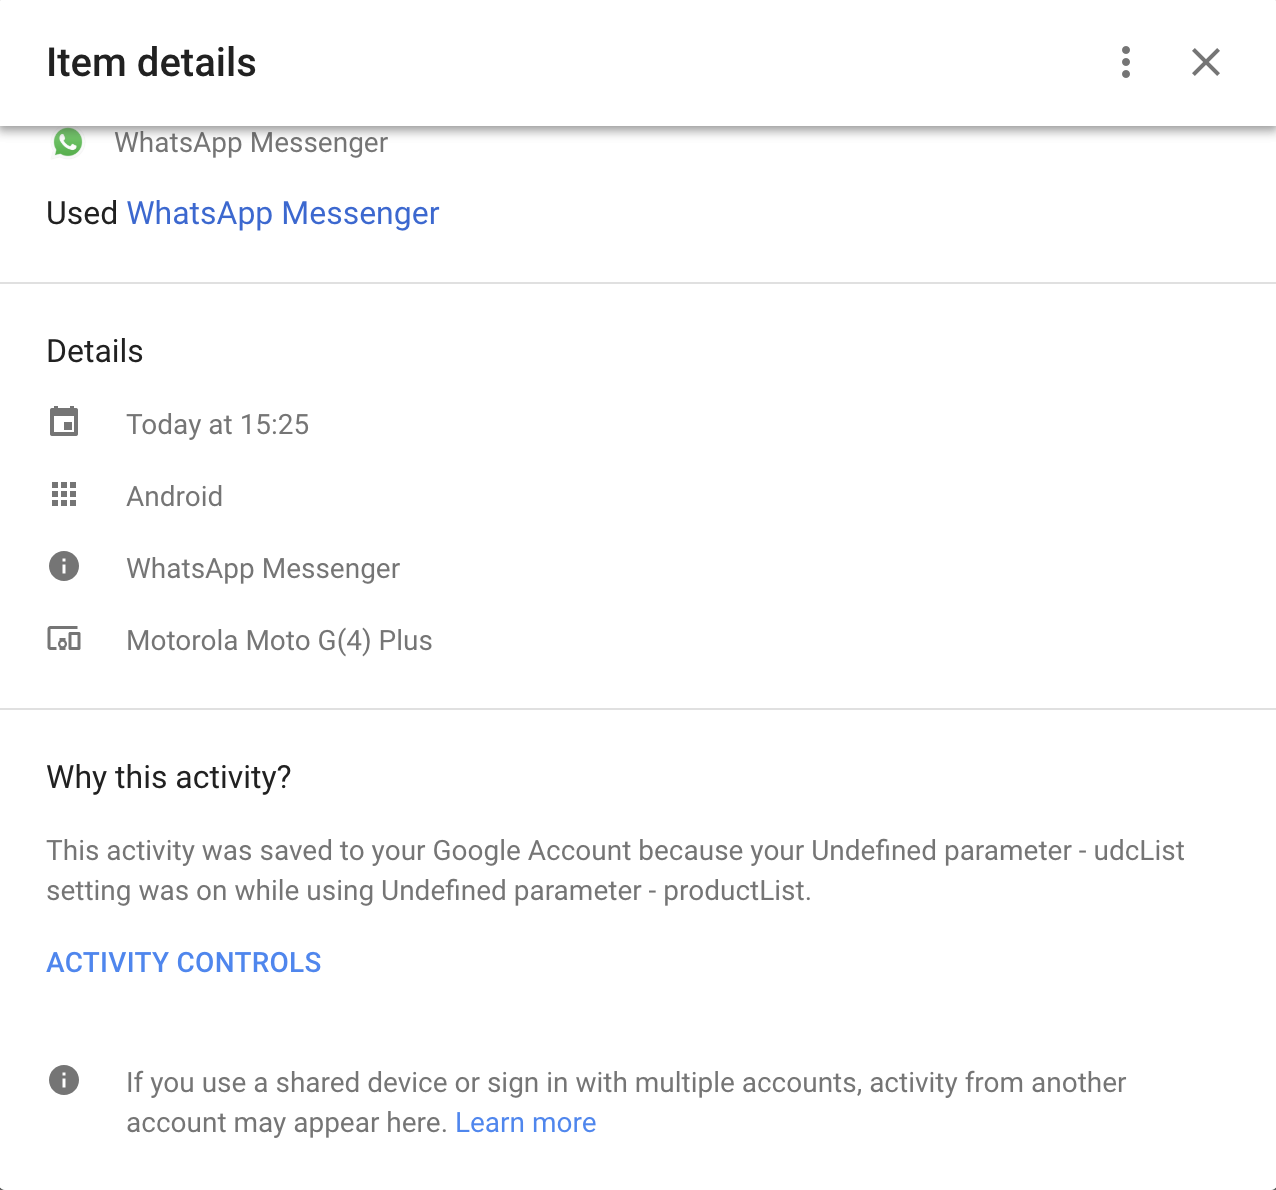 Item details
WhatsApp Messenger
Used WhatsApp Messenger
Details
Today at 15:25
Android
WhatsApp Messenger
Motorola Moto G(4) Plus
Why this activity?
This activity was saved to your Google Account because your Undefined parameter - udcList
setting was on while using Undefined parameter - productList.
ACTIVITY CONTROLS
If you use a shared device or sign in with multiple accounts, activity from another
account may appear here. Learn more